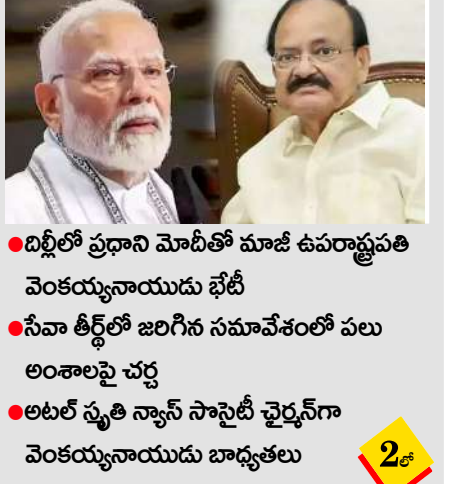 ●దిల్లీలో ప్రధాని మోదీతో మాజీ ఉపరాష్ట్రపతి
వెంకయ్యనాయుడు భేటీ
●సేవా తీర్థ్‌లో జరిగిన సమావేశంలో పలు
అంశాలపై చర్చ
●అటల్ స్మృతి న్యాస్ సొసైటీ ఛైర్మన్‌గా
వెంకయ్యనాయుడు బాధ్యతలు
2లో